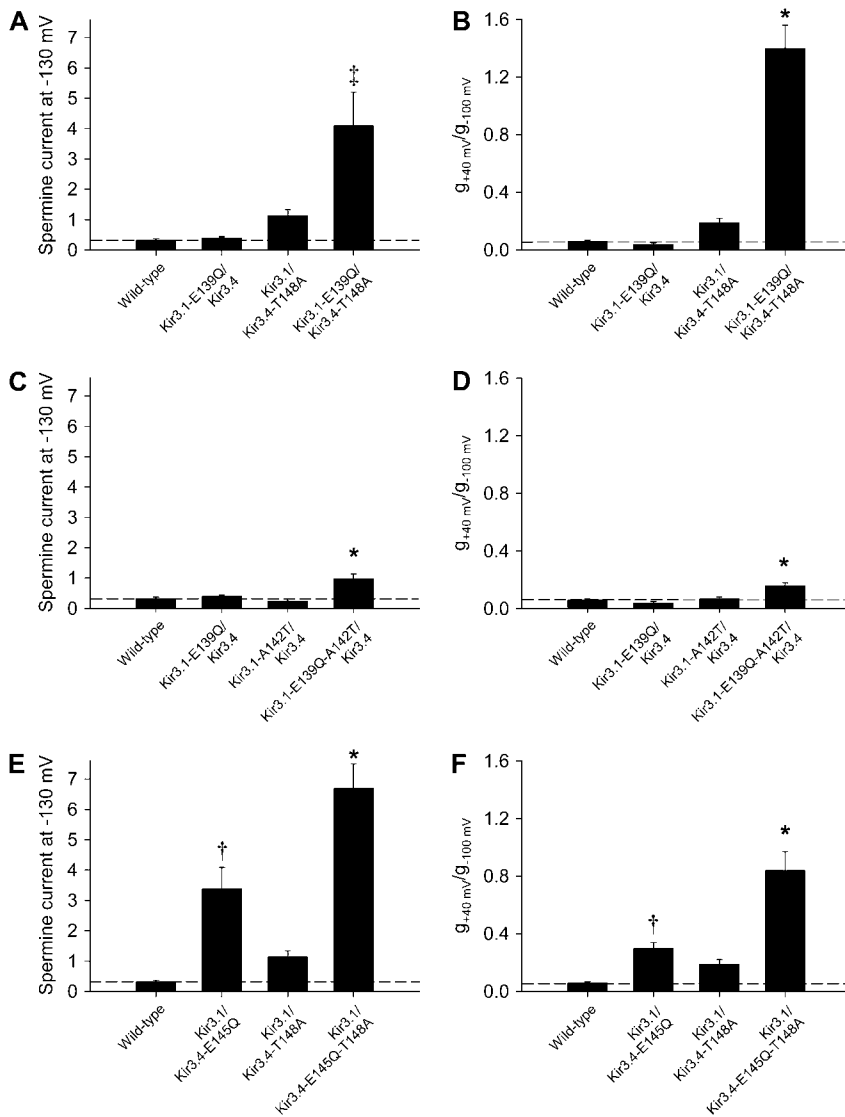 A
Spermine current at -130 mV
7
6
5
4
3
2
1
0
‡
Wild-type
Kir3.1-E139Q/
Kir3.4
Kir3.1/
Kir3.4-T148A
Kir3.1-E139Q/
Kir3.4-T148A
B
g+40 mV/g-100 mV
1.6
1.2
0.8
0.4
0.0
*
Wild-type
Kir3.1-E139Q/
Kir3.4
Kir3.1/
Kir3.4-T148A
Kir3.1-E139Q/
Kir3.4-T148A
C
Spermine current at -130 mV
7
6
5
4
3
2
1
0
*
Wild-type
Kir3.1-E139Q/
Kir3.4
Kir3.1-A142T/
Kir3.4
Kir3.1-E139Q-A142T/
Kir3.4
D
g+40 mV/g-100 mV
1.6
1.2
0.8
0.4
0.0
*
Wild-type
Kir3.1-E139Q/
Kir3.4
Kir3.1-A142T/
Kir3.4
Kir3.1-E139Q-A142T/
Kir3.4
E
Spermine current at -130 mV
7
6
5
4
3
2
1
0
†
*
Wild-type
Kir3.1/
Kir3.4-E145Q
Kir3.1/
Kir3.4-T148A
Kir3.1/
Kir3.4-E145Q-T148A
F
g+40 mV/g-100 mV
1.6
1.2
0.8
0.4
0.0
†
*
Wild-type
Kir3.1/
Kir3.4-E145Q
Kir3.1/
Kir3.4-T148A
Kir3.1/
Kir3.4-E145Q-T148A